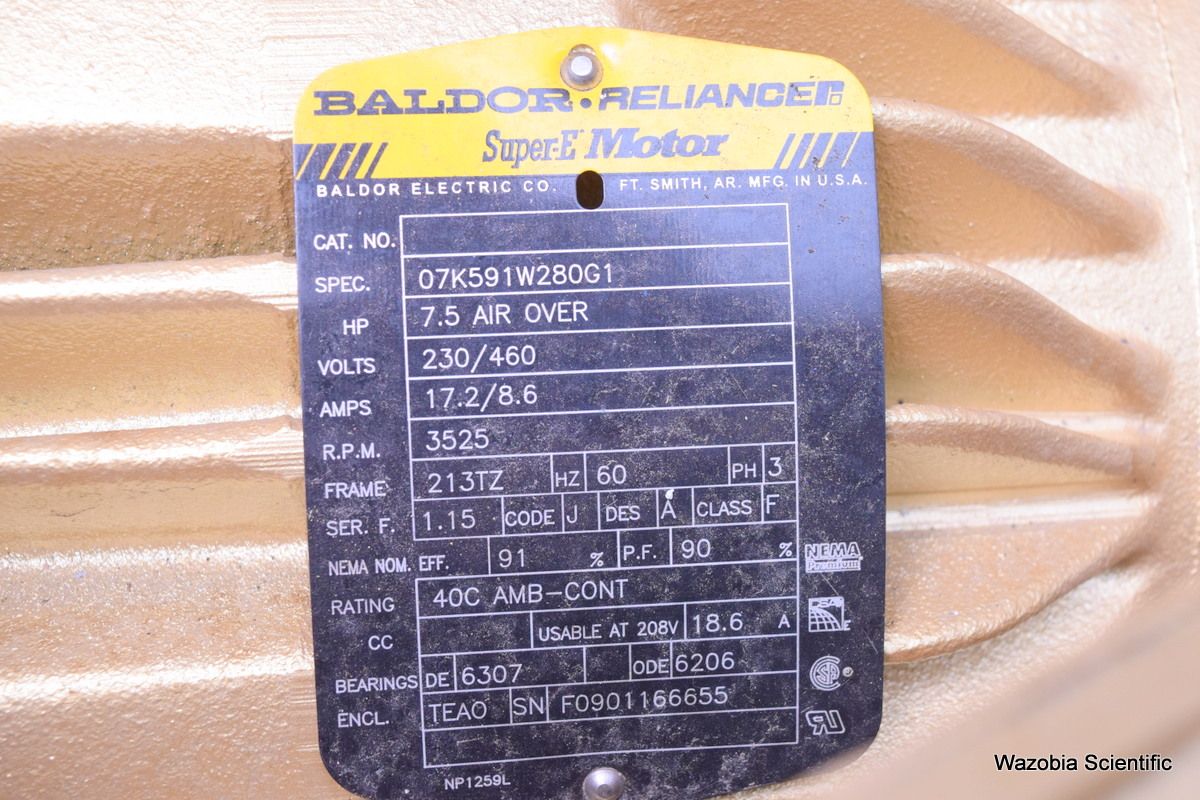 BALDOR · RELIANCER
Super-E Motor
BALDOR ELECTRIC CO. FT. SMITH, AR. MFG. IN U.S.A.
CAT. NO.
SPEC. 07K591W280G1
HP 7.5 AIR OVER
VOLTS 230/460
AMPS 17.2/8.6
R.P.M. 3525
FRAME 213TZ HZ 60 PH 3
SER. F. 1.15 CODE J DES A CLASS F
NEMA NOM. EFF. 91 % P.F. 90 %
NEMA Premium
RATING 40C AMB-CONT
CC USABLE AT 208V 18.6 A
BEARINGS DE 6307 ODE 6206
ENCL. TEAO SN F0901166655
NP1259L
Wazobia Scientific